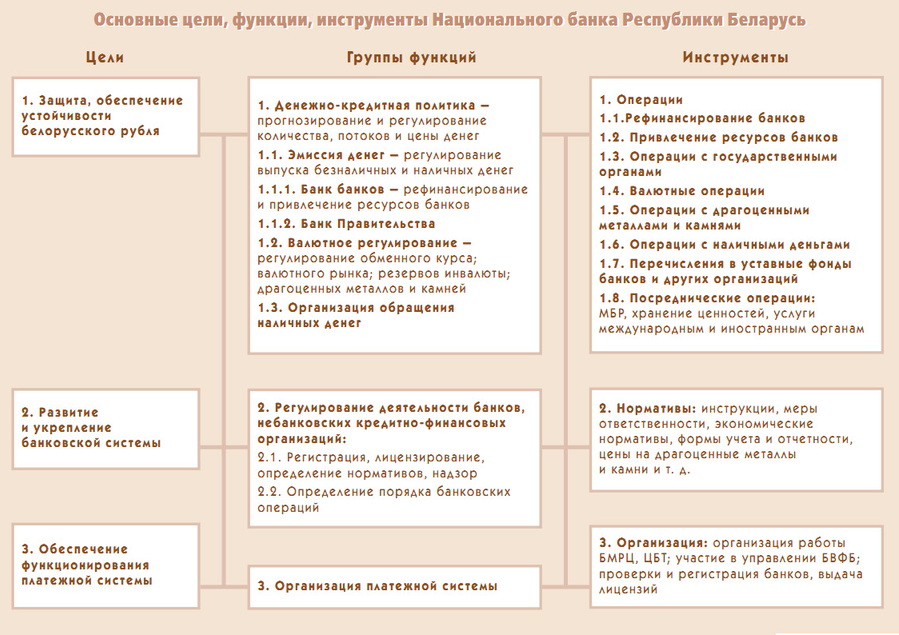 Основные цели, функции, инструменты Национального банка Республики Беларусь
Цели
Группы функций
Инструменты
1. Защита, обеспечение
устойчивости
белорусского рубля
1. Денежно-кредитная политика –
прогнозирование и регулирование
количества, потоков и цены денег
1.1. Эмиссия денег – регулирование
выпуска безналичных и наличных денег
1.1.1. Банк банков – рефинансирование
и привлечение ресурсов банков
1.1.2. Банк Правительства
1.2. Валютное регулирование –
регулирование обменного курса;
валютного рынка; резервов инвалюты;
драгоценных металлов и камней
1.3. Организация обращения
наличных денег
1. Операции
1.1.Рефинансирование банков
1.2. Привлечение ресурсов банков
1.3. Операции с государственными
органами
1.4. Валютные операции
1.5. Операции с драгоценными
металлами и камнями
1.6. Операции с наличными деньгами
1.7. Перечисления в уставные фонды
банков и других организаций
1.8. Посреднические операции:
МБР, хранение ценностей, услуги
международным и иностранным органам
2. Развитие
и укрепление
банковской системы
2. Регулирование деятельности банков,
небанковских кредитно-финансовых
организаций:
2.1. Регистрация, лицензирование,
определение нормативов, надзор
2.2. Определение порядка банковских
операций
2. Нормативы: инструкции, меры
ответственности, экономические
нормативы, формы учета и отчетности,
цены на драгоценные металлы
и камни и т. д.
3. Обеспечение
функционирования
платежной системы
3. Организация платежной системы
3. Организация: организация работы
БМРЦ, ЦБТ; участие в управлении БВФБ;
проверки и регистрация банков, выдача
лицензий